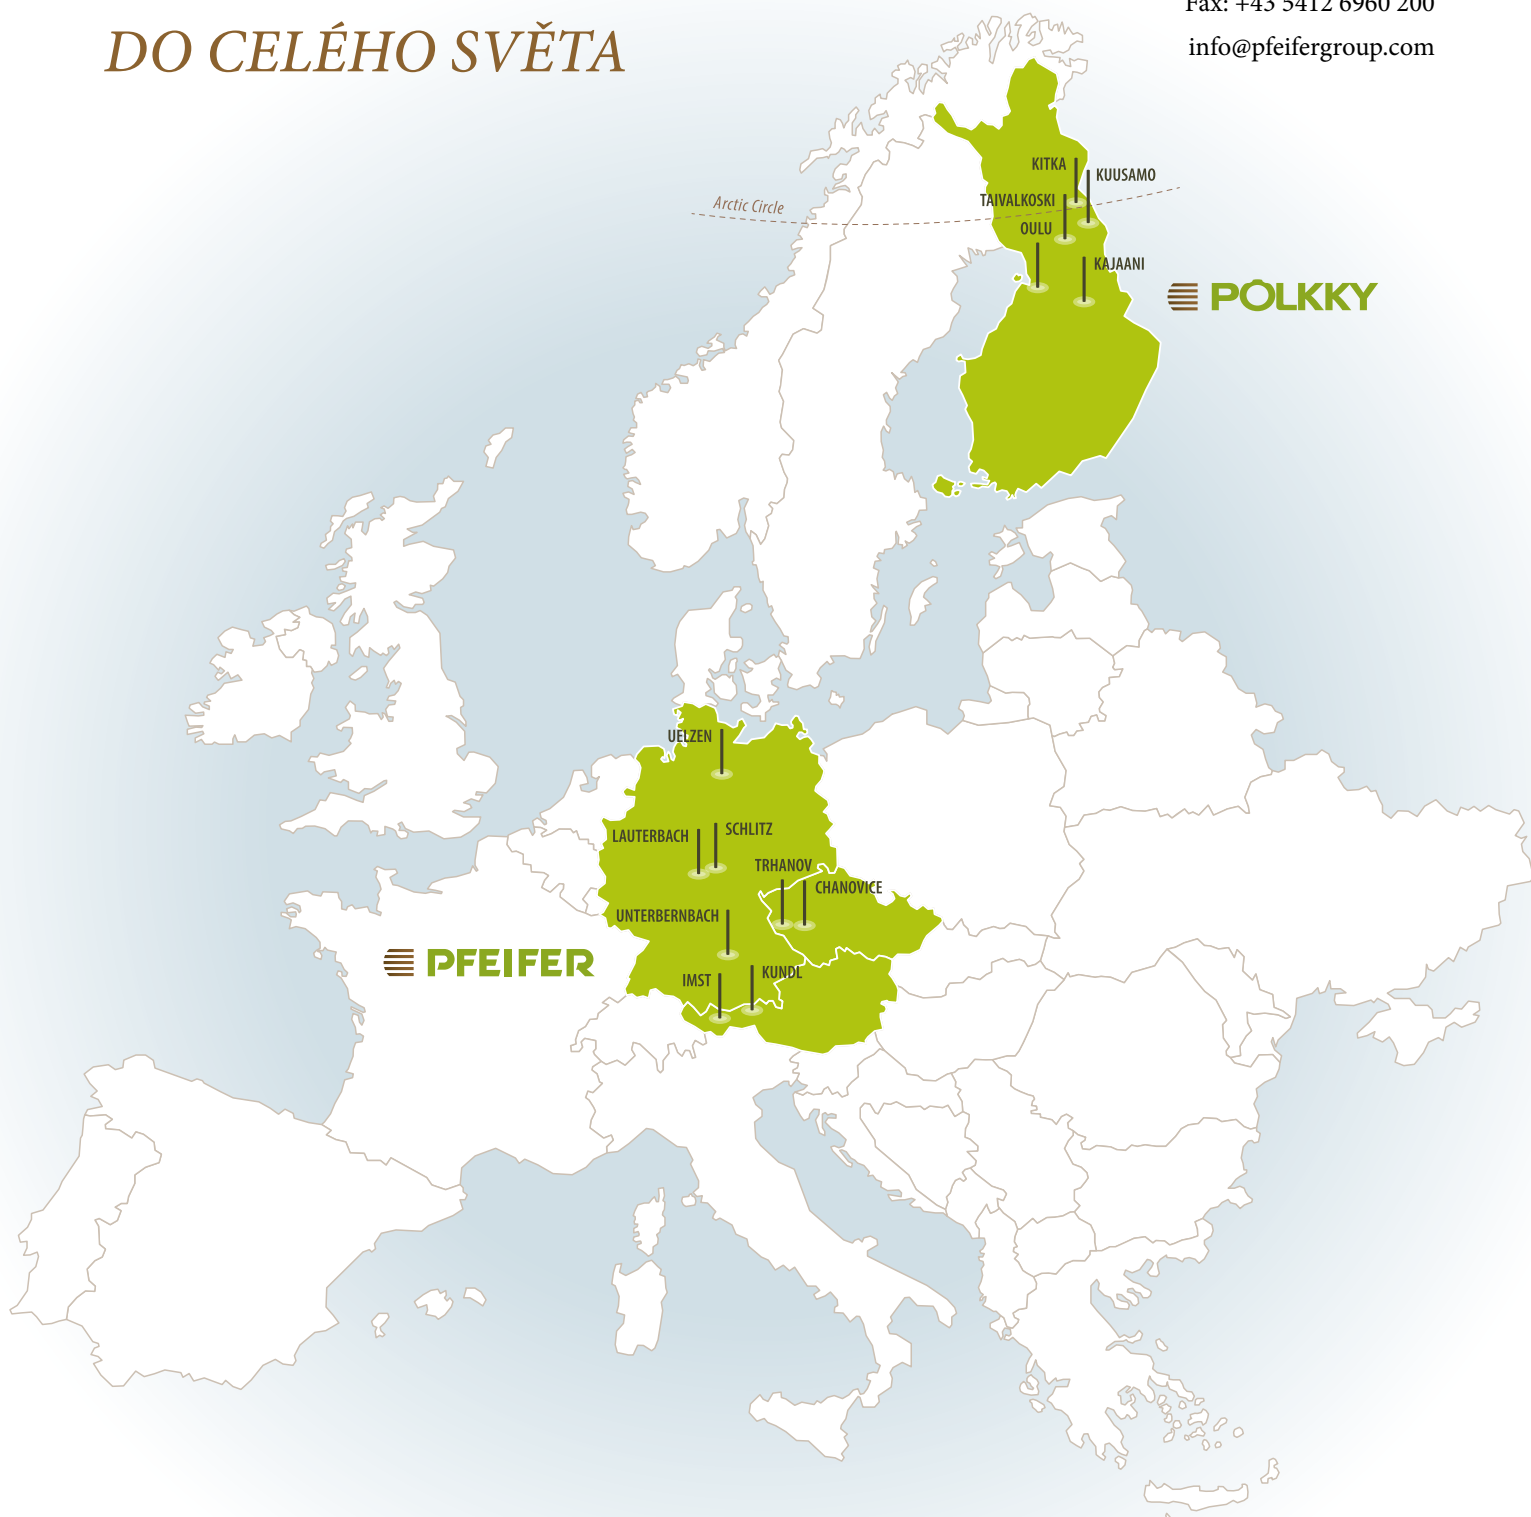 Fax: +43 5412 6960 200
DO CELÉHO SVĚTA
info@pfeifergroup.com
KITKA
KUUSAMO
TAIVALKOSKI
Arctic Circle
OULU
KAJAANI
PÖLKKY
UELZEN
SCHLITZ
LAUTERBACH
TRHANOV
CHANOVICE
UNTERBERNBACH
PFEIFER
KUNDL
IMST